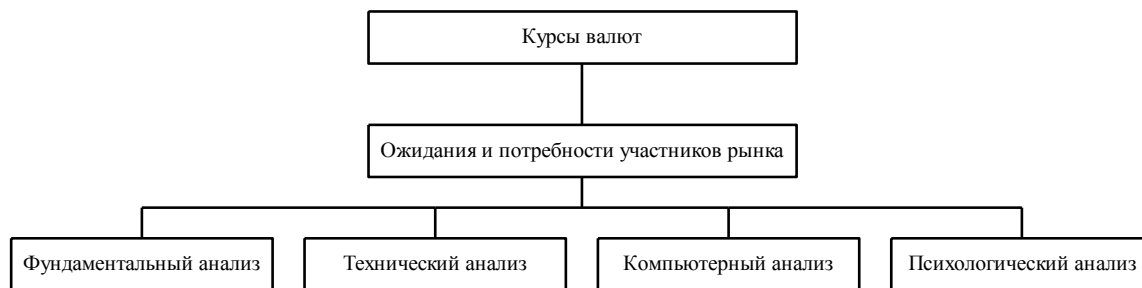 Курсы валют
Ожидания и потребности участников рынка
Фундаментальный анализ
Технический анализ
Компьютерный анализ
Психологический анализ